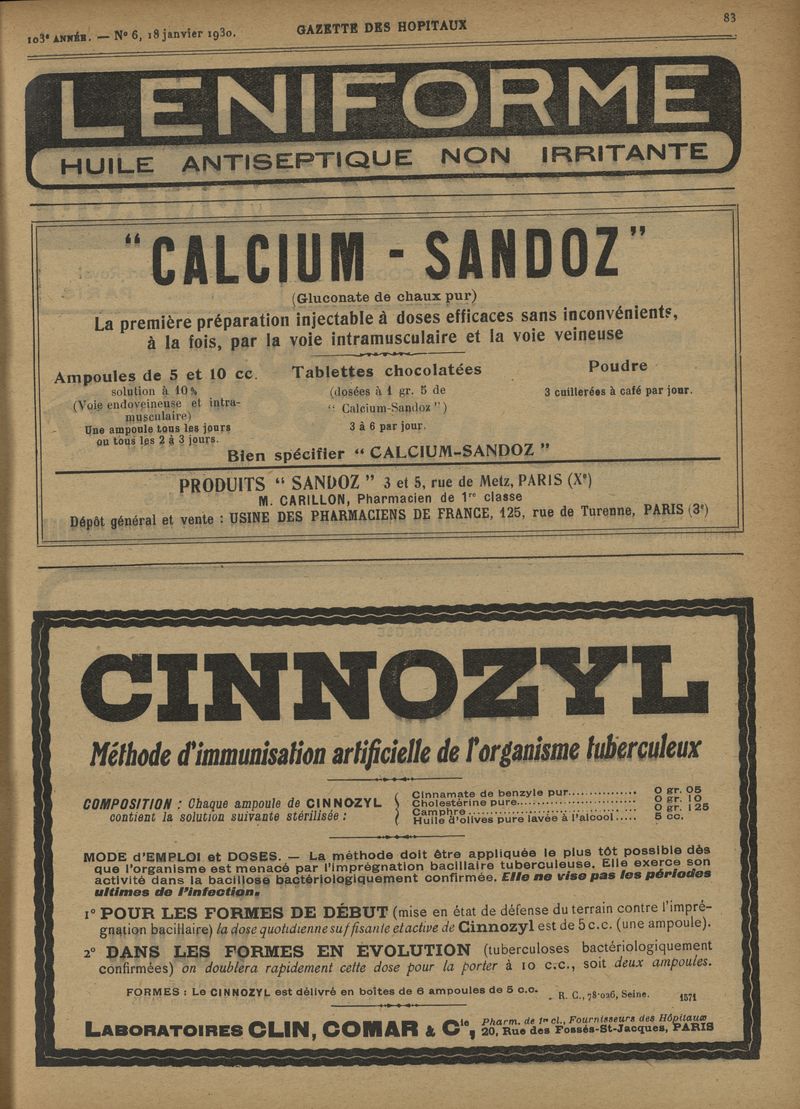 103e ANNÉE. — No 6, 18 janvier 1930.
GAZETTE DES HOPITAUX
83
LENIFORME
HUILE ANTISEPTIQUE NON IRRITANTE
“CALCIUM - SANDOZ”
(Gluconate de chaux pur)
La première préparation injectable à doses efficaces sans inconvénients,
à la fois, par la voie intramusculaire et la voie veineuse
Ampoules de 5 et 10 cc.
solution à 10%
(Voie endoveineuse et intra-
musculaire)
Une ampoule tous les jours
ou tous les 2 à 3 jours.
Tablettes chocolatées
(dosées à 1 gr. 5 de
“ Calcium-Sandoz ”)
3 à 6 par jour.
Poudre
3 cuillerées à café par jour.
Bien spécifier “ CALCIUM-SANDOZ ”
PRODUITS “ SANDOZ ” 3 et 5, rue de Metz, PARIS (Xe)
M. CARILLON, Pharmacien de 1re classe
Dépôt général et vente : USINE DES PHARMACIENS DE FRANCE, 125, rue de Turenne, PARIS (3e)
CINNOZYL
Méthode d'immunisation artificielle de l'organisme tuberculeux
COMPOSITION : Chaque ampoule de CINNOZYL
contient la solution suivante stérilisée :
Cinnamate de benzyle pur............... 0 gr. 05
Cholestérine pure........................... 0 gr. 10
Camphre...................................... 0 gr. 125
Huile d'olives pure lavée à l'alcool..... 5 cc.
MODE d'EMPLOI et DOSES. — La méthode doit être appliquée le plus tôt possible dès
que l'organisme est menacé par l'imprégnation bacillaire tuberculeuse. Elle exerce son
activité dans la bacillose bactériologiquement confirmée. Elle ne vise pas les périodes
ultimes de l'infection.
1o POUR LES FORMES DE DÉBUT (mise en état de défense du terrain contre l'impré-
gnation bacillaire) la dose quotidienne suffisante et active de Cinnozyl est de 5 c.c. (une ampoule).
2o DANS LES FORMES EN ÉVOLUTION (tuberculoses bactériologiquement
confirmées) on doublera rapidement cette dose pour la porter à 10 c.c., soit deux ampoules.
FORMES : Le CINNOZYL est délivré en boîtes de 6 ampoules de 5 c.c.
R. C., 78.026, Seine.
1571
LABORATOIRES CLIN, COMAR & Cie,
Pharm. de 1re cl., Fournisseurs des Hôpitaux
20, Rue des Fossés-St-Jacques, PARIS